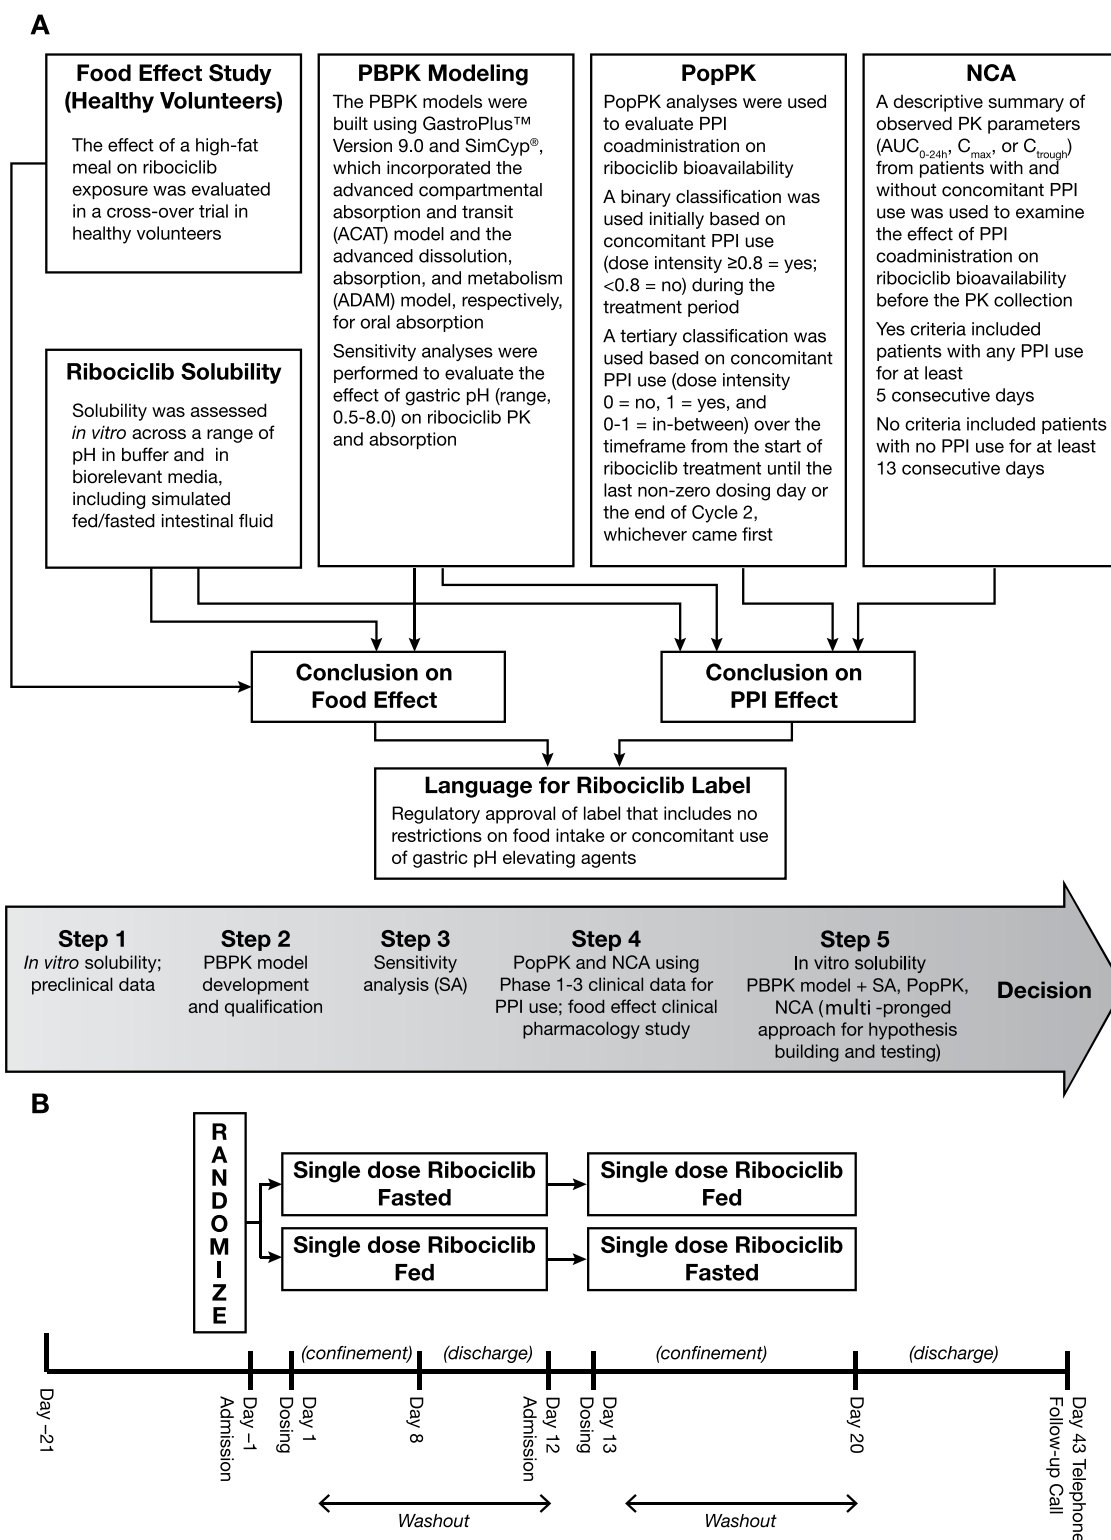 A
Food Effect Study
(Healthy Volunteers)
The effect of a high-fat
meal on ribociclib
exposure was evaluated
in a cross-over trial in
healthy volunteers
Ribociclib Solubility
Solubility was assessed
in vitro across a range of
pH in buffer and in
biorelevant media,
including simulated
fed/fasted intestinal fluid
PBPK Modeling
The PBPK models were
built using GastroPlus™
Version 9.0 and SimCyp®,
which incorporated the
advanced compartmental
absorption and transit
(ACAT) model and the
advanced dissolution,
absorption, and metabolism
(ADAM) model, respectively,
for oral absorption
Sensitivity analyses were
performed to evaluate the
effect of gastric pH (range,
0.5-8.0) on ribociclib PK
and absorption
PopPK
PopPK analyses were used
to evaluate PPI
coadministration on
ribociclib bioavailability
A binary classification was
used initially based on
concomitant PPI use
(dose intensity ≥0.8 = yes;
<0.8 = no) during the
treatment period
A tertiary classification was
used based on concomitant
PPI use (dose intensity
0 = no, 1 = yes, and
0-1 = in-between) over the
timeframe from the start of
ribociclib treatment until the
last non-zero dosing day or
the end of Cycle 2,
whichever came first
NCA
A descriptive summary of
observed PK parameters
(AUC0-24h, Cmax, or Ctrough)
from patients with and
without concomitant PPI
use was used to examine
the effect of PPI
coadministration on
ribociclib bioavailability
before the PK collection
Yes criteria included
patients with any PPI use
for at least
5 consecutive days
No criteria included patients
with no PPI use for at least
13 consecutive days
Conclusion on
Food Effect
Conclusion on
PPI Effect
Language for Ribociclib Label
Regulatory approval of label that includes no
restrictions on food intake or concomitant use
of gastric pH elevating agents
Step 1
In vitro solubility;
preclinical data
Step 2
PBPK model
development
and qualification
Step 3
Sensitivity
analysis (SA)
Step 4
PopPK and NCA using
Phase 1-3 clinical data for
PPI use; food effect clinical
pharmacology study
Step 5
In vitro solubility
PBPK model + SA, PopPK,
NCA (multi -pronged
approach for hypothesis
building and testing)
Decision
B
RANDOMIZE
Single dose Ribociclib
Fasted
Single dose Ribociclib
Fed
Single dose Ribociclib
Fed
Single dose Ribociclib
Fasted
(confinement)
(discharge)
(confinement)
(discharge)
Day –21
Day –1
Admission
Day 1
Dosing
Day 8
Day 12
Admission
Day 13
Dosing
Day 20
Day 43 Telephone
Follow-up Call
Washout
Washout